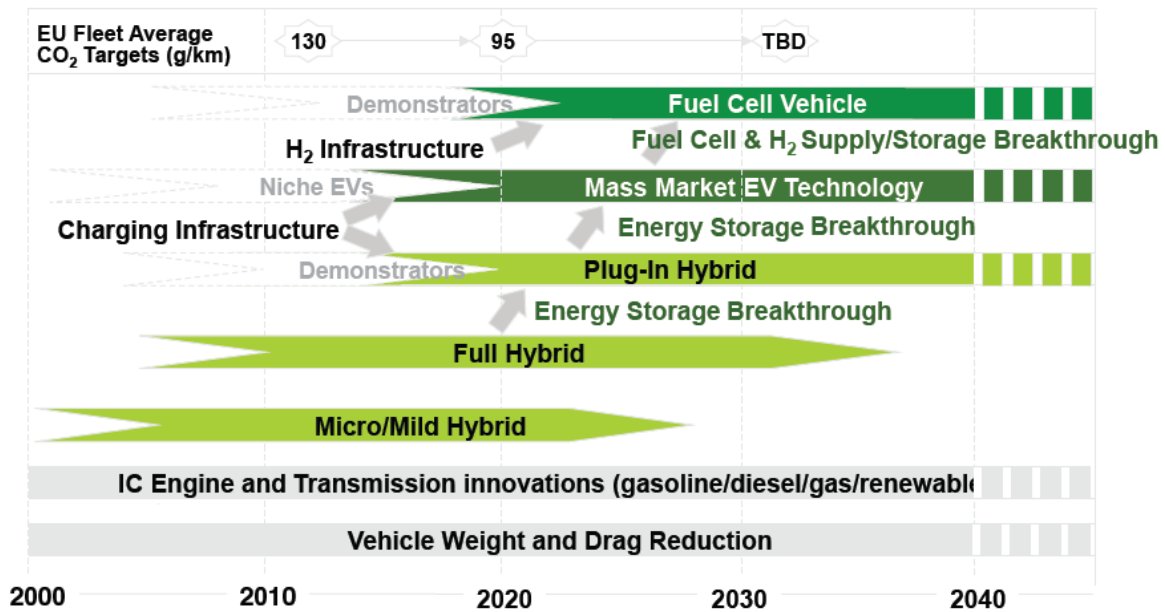 EU Fleet Average
CO₂ Targets (g/km)
130
95
TBD
Demonstrators
Fuel Cell Vehicle
H₂ Infrastructure
Fuel Cell & H₂ Supply/Storage Breakthrough
Niche EVs
Mass Market EV Technology
Charging Infrastructure
Energy Storage Breakthrough
Demonstrators
Plug-In Hybrid
Energy Storage Breakthrough
Full Hybrid
Micro/Mild Hybrid
IC Engine and Transmission innovations (gasoline/diesel/gas/renewable
Vehicle Weight and Drag Reduction
2000
2010
2020
2030
2040